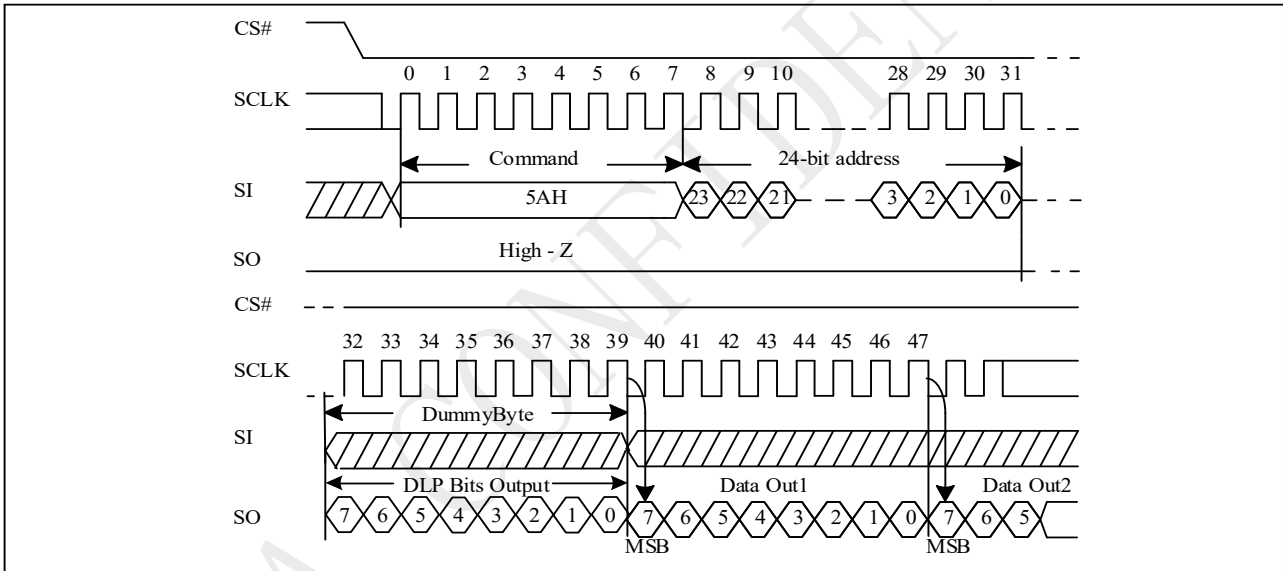 CS#
0 1 2 3 4 5 6 7 8 9 10 28 29 30 31
SCLK
Command 24-bit address
SI 5AH 23 22 21 3 2 1 0
High - Z
SO
CS#
32 33 34 35 36 37 38 39 40 41 42 43 44 45 46 47
SCLK
DummyByte
SI
DLP Bits Output Data Out1 Data Out2
SO 7 6 5 4 3 2 1 0 7 6 5 4 3 2 1 0 7 6 5
MSB MSB